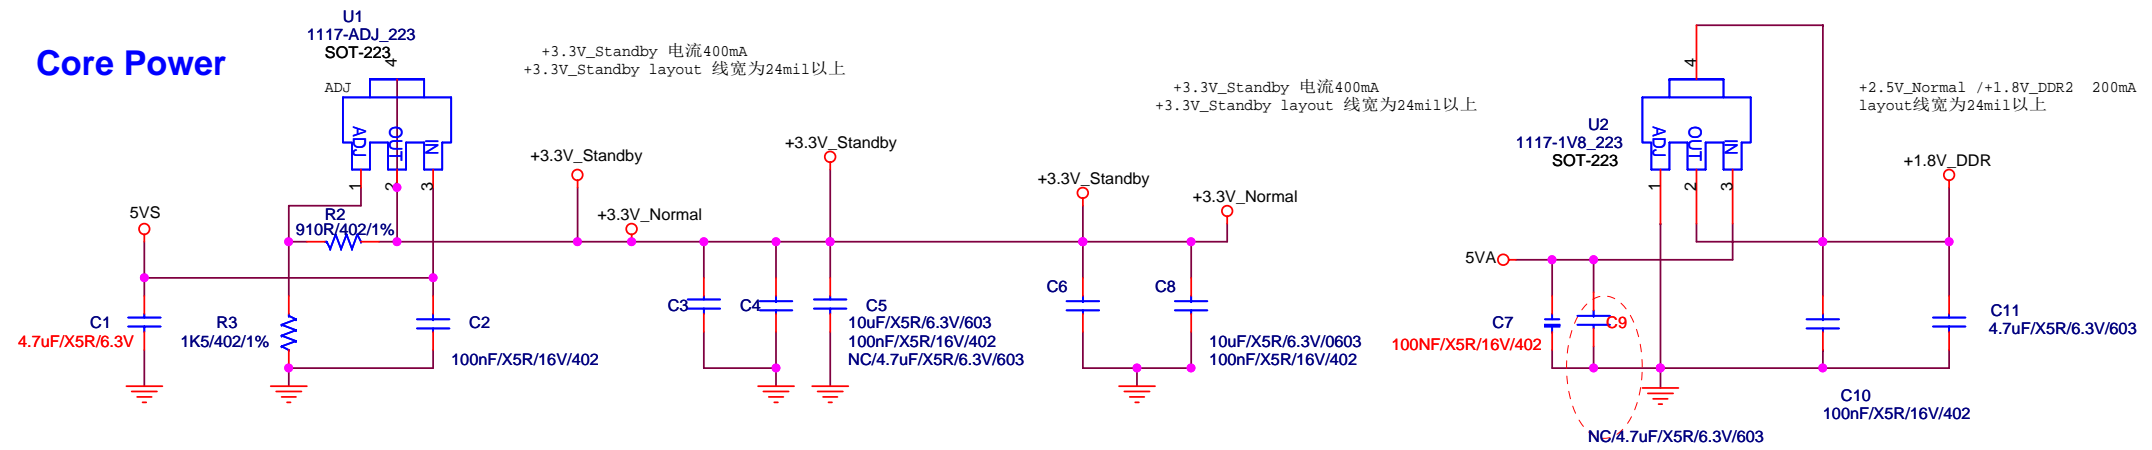 Core Power
U1
1117-ADJ_223
SOT-223
4
ADJ
ADJ
OUT
IN
1
2
3
+3.3V_Standby 电流400mA
+3.3V_Standby layout 线宽为24mil以上
5VS
R2
910R/402/1%
+3.3V_Standby
+3.3V_Normal
+3.3V_Standby
C1
4.7uF/X5R/6.3V
R3
1K5/402/1%
C2
100nF/X5R/16V/402
C3
C4
C5
10uF/X5R/6.3V/603
100nF/X5R/16V/402
NC/4.7uF/X5R/6.3V/603
+3.3V_Standby 电流400mA
+3.3V_Standby layout 线宽为24mil以上
+3.3V_Standby
+3.3V_Normal
C6
C8
10uF/X5R/6.3V/0603
100nF/X5R/16V/402
U2
1117-1V8_223
SOT-223
4
ADJ
OUT
IN
1
2
3
+2.5V_Normal /+1.8V_DDR2 200mA
layout线宽为24mil以上
+1.8V_DDR
5VA
C7
100NF/X5R/16V/402
C9
NC/4.7uF/X5R/6.3V/603
C10
100nF/X5R/16V/402
C11
4.7uF/X5R/6.3V/603